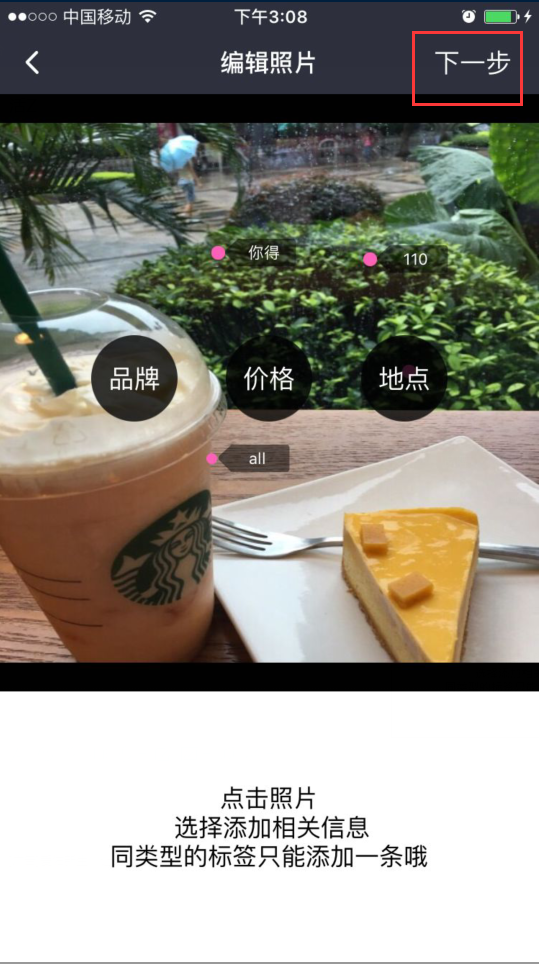 中国移动
下午3:08
编辑照片
下一步
你得
110
品牌
价格
地点
all
点击照片
选择添加相关信息
同类型的标签只能添加一条哦